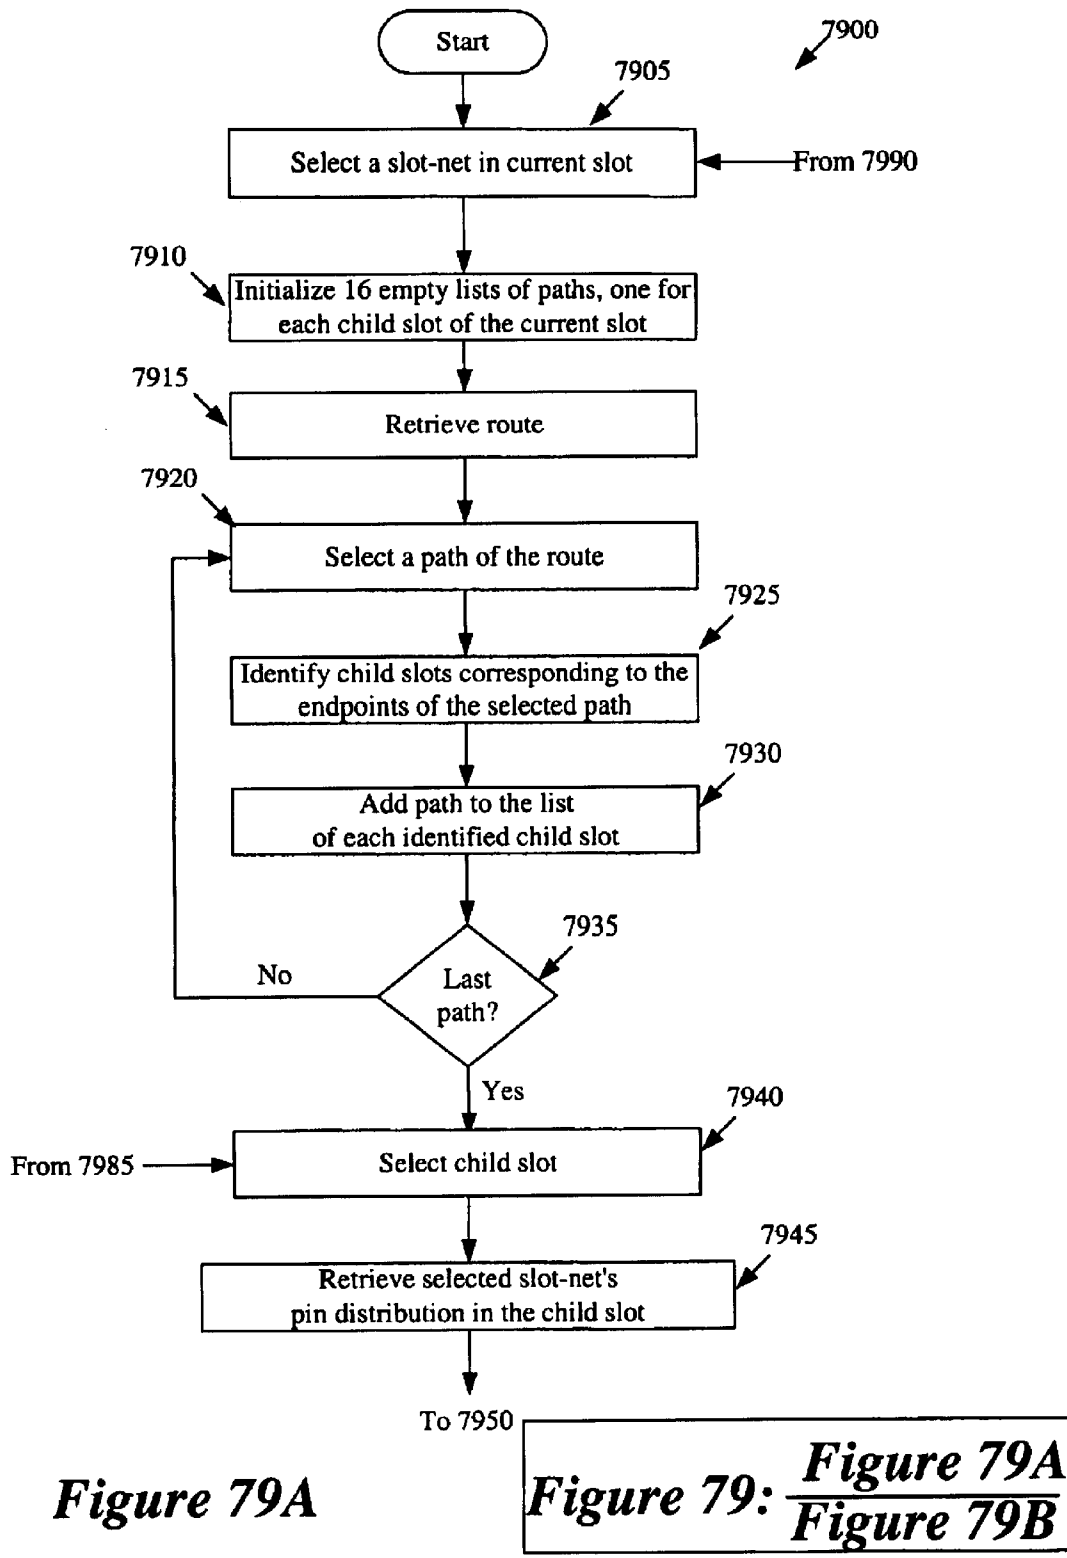 Start
7900
7905
Select a slot-net in current slot
From 7990
7910
Initialize 16 empty lists of paths, one for
each child slot of the current slot
7915
Retrieve route
7920
Select a path of the route
7925
Identify child slots corresponding to the
endpoints of the selected path
7930
Add path to the list
of each identified child slot
7935
Last
path?
No
Yes
7940
From 7985
Select child slot
7945
Retrieve selected slot-net's
pin distribution in the child slot
To 7950
Figure 79A
Figure 79: Figure 79A
Figure 79B